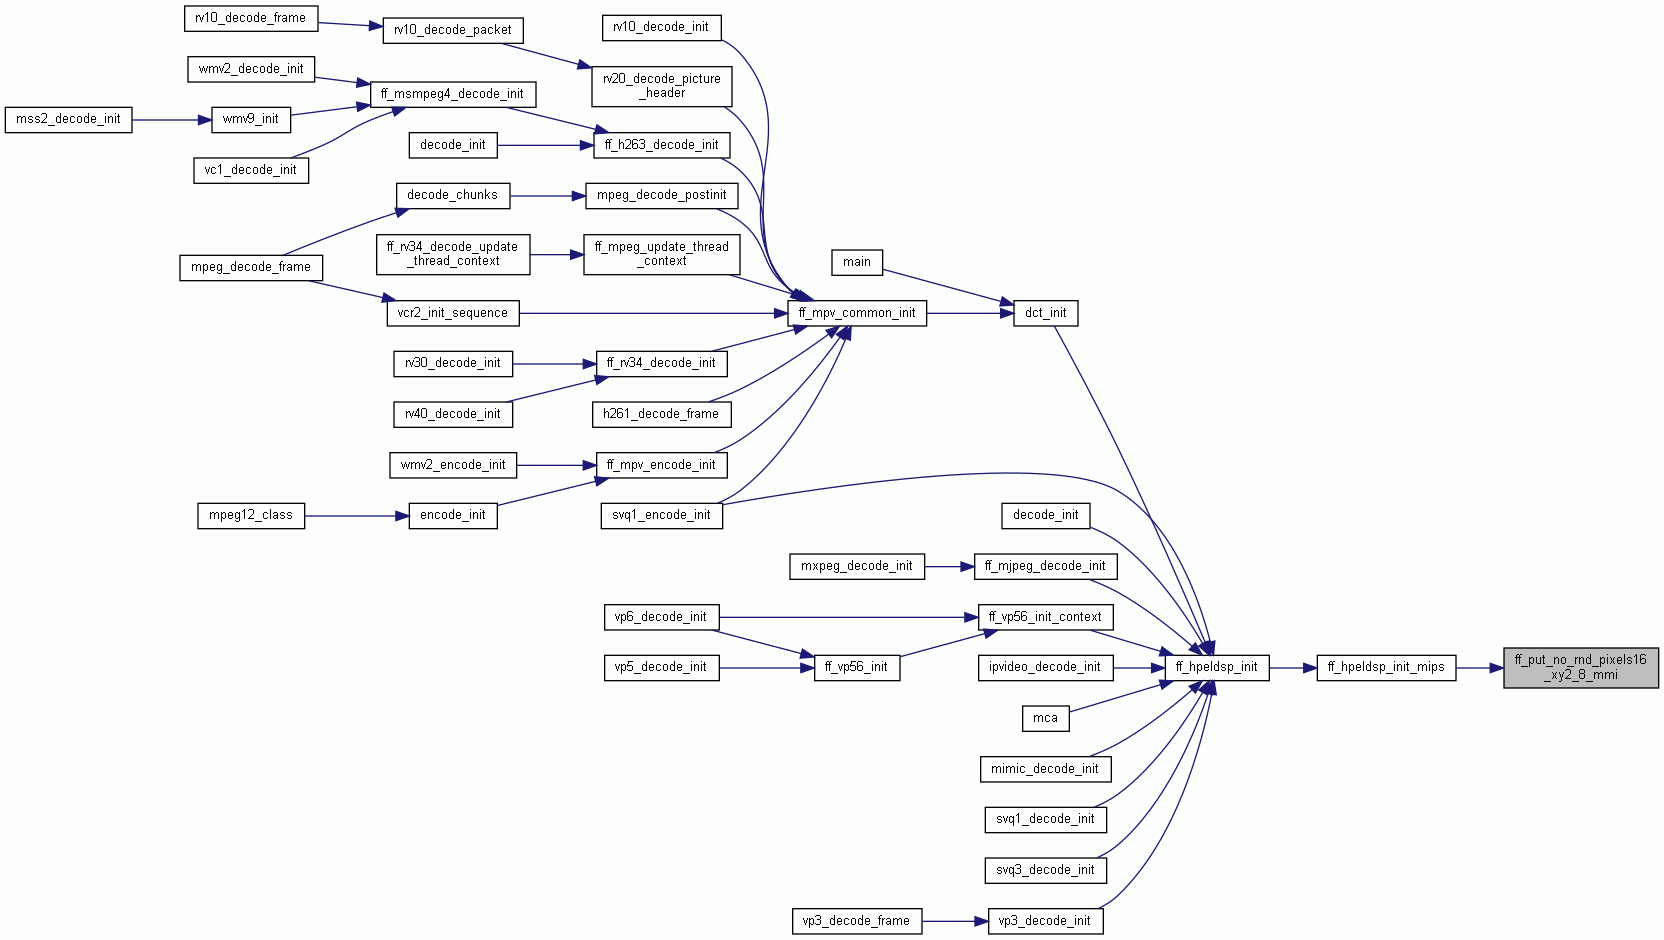 rv10_decode_frame
rv10_decode_packet
rv10_decode_init
wmv2_decode_init
rv20_decode_picture
_header
ff_msmpeg4_decode_init
mss2_decode_init
wmv9_init
decode_init
ff_h263_decode_init
vc1_decode_init
decode_chunks
mpeg_decode_postinit
ff_rv34_decode_update
_thread_context
ff_mpeg_update_thread
_context
mpeg_decode_frame
main
vcr2_init_sequence
ff_mpv_common_init
dct_init
rv30_decode_init
ff_rv34_decode_init
rv40_decode_init
h261_decode_frame
wmv2_encode_init
ff_mpv_encode_init
mpeg12_class
encode_init
svq1_encode_init
decode_init
mxpeg_decode_init
ff_mjpeg_decode_init
vp6_decode_init
ff_vp56_init_context
vp5_decode_init
ff_vp56_init
ipvideo_decode_init
ff_hpeldsp_init
ff_hpeldsp_init_mips
ff_put_no_rnd_pixels16
_xy2_8_mmi
mca
mimic_decode_init
svq1_decode_init
svq3_decode_init
vp3_decode_frame
vp3_decode_init